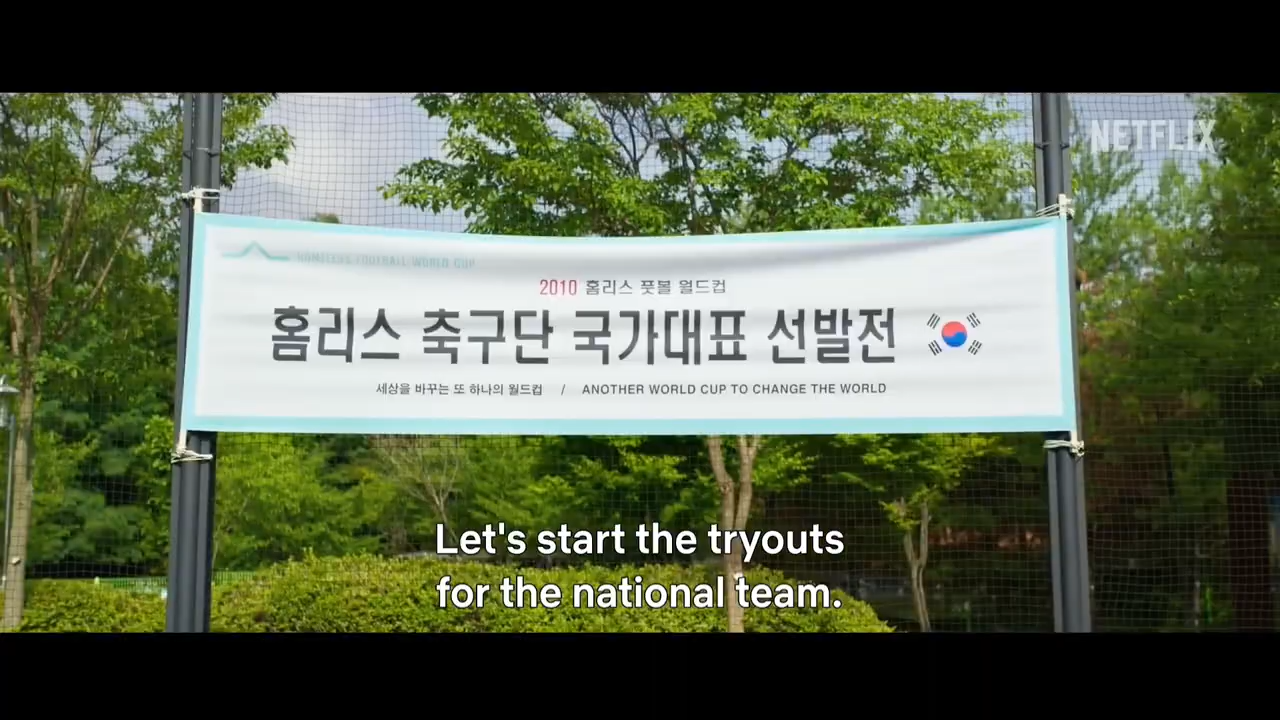 NETFLIX
HOMELESS FOOTBALL WORLD CUP
2010 홈리스 풋볼 월드컵
홈리스 축구단 국가대표 선발전
세상을 바꾸는 또 하나의 월드컵 / ANOTHER WORLD CUP TO CHANGE THE WORLD
Let's start the tryouts
for the national team.